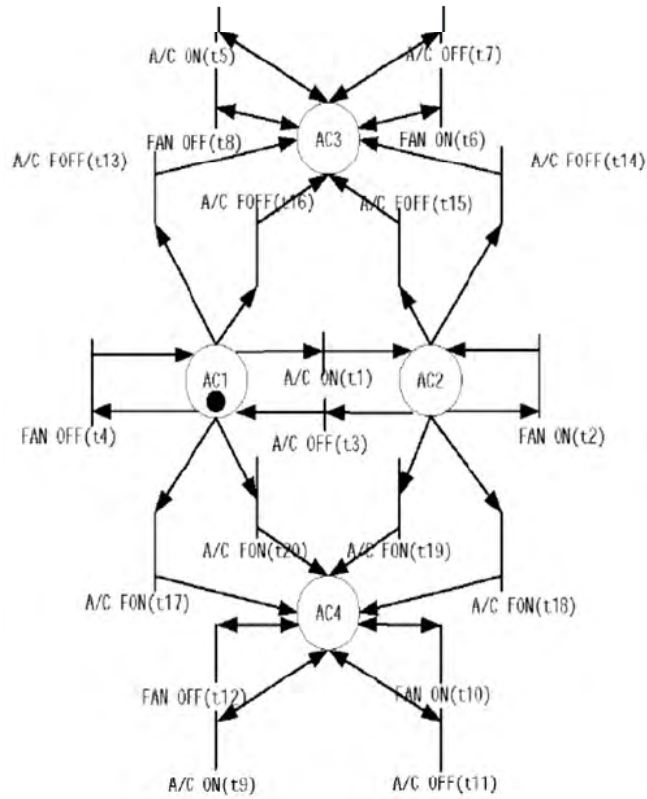 A/C ON(t5)
A/C OFF(t7)
AC3
FAN OFF(t8)
FAN ON(t6)
A/C FOFF(t13)
A/C FOFF(t14)
A/C FOFF(t16)
A/C FOFF(t15)
AC1
AC2
A/C ON(t1)
FAN OFF(t4)
A/C OFF(t3)
FAN ON(t2)
A/C FON(t20)
A/C FON(t19)
A/C FON(t17)
AC4
A/C FON(t18)
FAN OFF(t12)
FAN ON(t10)
A/C ON(t9)
A/C OFF(t11)